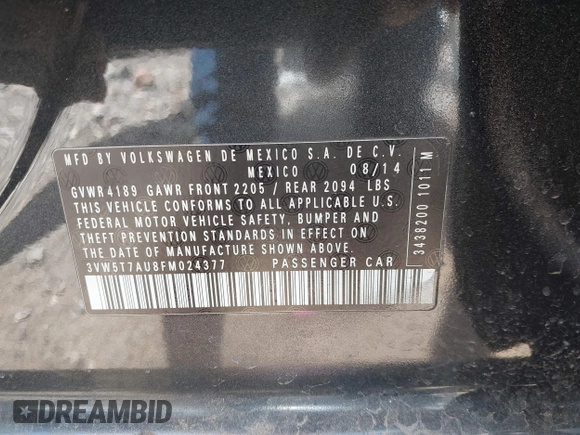 MFD BY VOLKSWAGEN DE MEXICO S.A. DE C.V.
MEXICO 08/14
GVWR 4189 GAWR FRONT 2205 / REAR 2094 LBS
THIS VEHICLE CONFORMS TO ALL APPLICABLE U.S.
FEDERAL MOTOR VEHICLE SAFETY, BUMPER AND
THEFT PREVENTION STANDARDS IN EFFECT ON
THE DATE OF MANUFACTURE SHOWN ABOVE.
3VW5T7AU8FM024377 PASSENGER CAR
3438200 1011M
DREAMBID